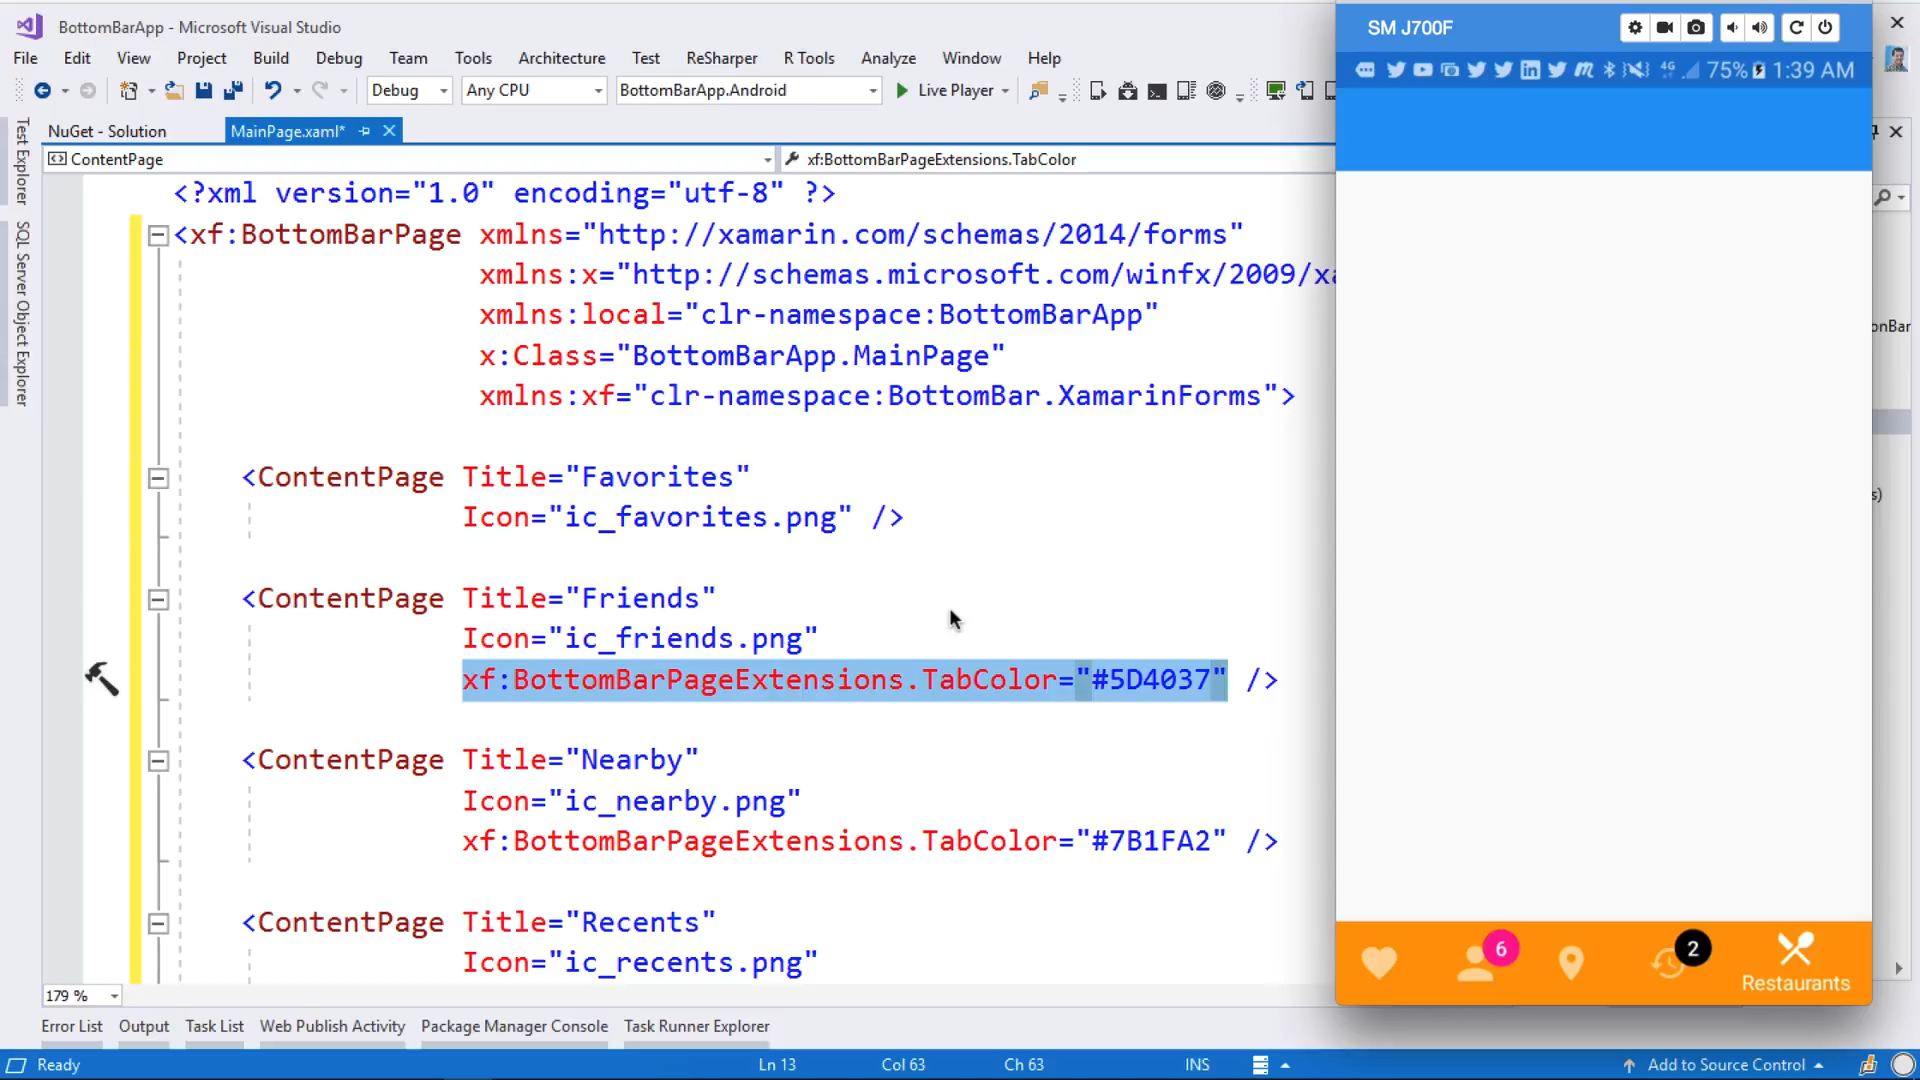 BottomBarApp - Microsoft Visual Studio
File Edit View Project Build Debug Team Tools Architecture Test ReSharper R Tools Analyze Window Help
Debug Any CPU BottomBarApp.Android Live Player
NuGet - Solution MainPage.xaml*
ContentPage xf:BottomBarPageExtensions.TabColor
Test Explorer
SQL Server Object Explorer
<?xml version="1.0" encoding="utf-8" ?>
<xf:BottomBarPage xmlns="http://xamarin.com/schemas/2014/forms"
xmlns:x="http://schemas.microsoft.com/winfx/2009/xa
xmlns:local="clr-namespace:BottomBarApp"
x:Class="BottomBarApp.MainPage"
xmlns:xf="clr-namespace:BottomBar.XamarinForms">
<ContentPage Title="Favorites"
Icon="ic_favorites.png" />
<ContentPage Title="Friends"
Icon="ic_friends.png"
xf:BottomBarPageExtensions.TabColor="#5D4037" />
<ContentPage Title="Nearby"
Icon="ic_nearby.png"
xf:BottomBarPageExtensions.TabColor="#7B1FA2" />
<ContentPage Title="Recents"
Icon="ic_recents.png"
179 %
Error List Output Task List Web Publish Activity Package Manager Console Task Runner Explorer
Ready Ln 13 Col 63 Ch 63 INS Add to Source Control
SM J700F
4G 75% 1:39 AM
6 2
Restaurants
onBar
s)